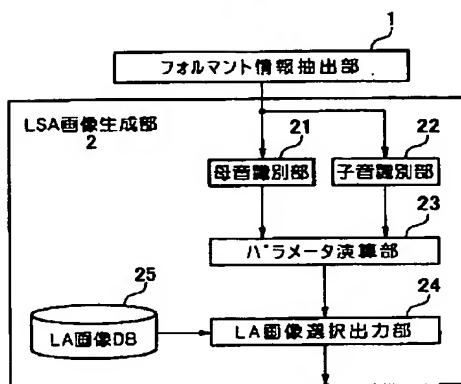 1
フォルマント情報抽出部
LSA画像生成部
2
21
22
母音識別部
子音識別部
23
パラメータ演算部
25
24
LA画像DB
LA画像選択出力部